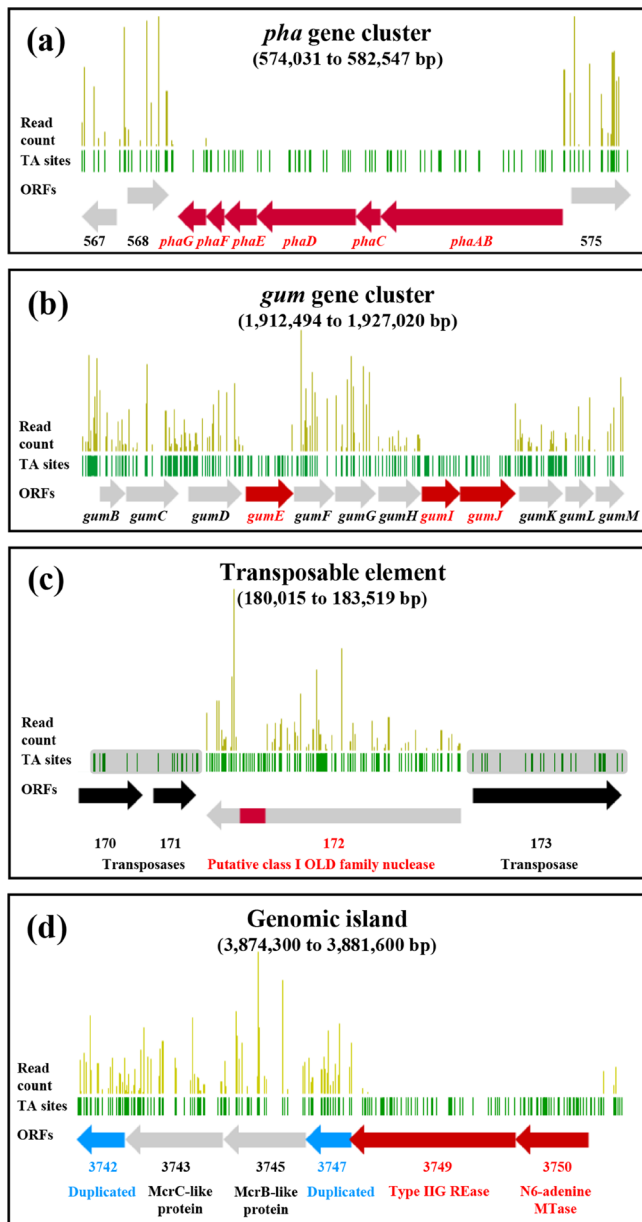 (a)
pha gene cluster
(574,031 to 582,547 bp)
Read
count
TA sites
ORFs
567 568 phaG phaF phaE phaD phaC phaAB 575
(b)
gum gene cluster
(1,912,494 to 1,927,020 bp)
Read
count
TA sites
ORFs
gumB gumC gumD gumE gumF gumG gumH gumI gumJ gumK gumL gumM
(c)
Transposable element
(180,015 to 183,519 bp)
Read
count
TA sites
ORFs
170 171 172 173
Transposases Putative class I OLD family nuclease Transposase
(d)
Genomic island
(3,874,300 to 3,881,600 bp)
Read
count
TA sites
ORFs
3742 3743 3745 3747 3749 3750
Duplicated McrC-like McrB-like Duplicated Type IIG REase N6-adenine
protein protein MTase